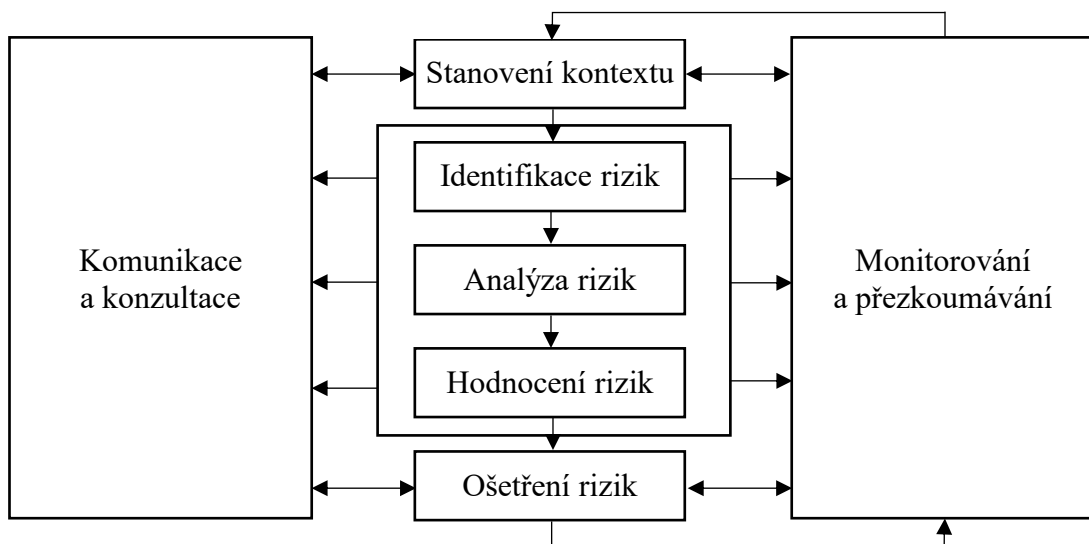 Stanovení kontextu
Identifikace rizik
Komunikace
a konzultace
Analýza rizik
Monitorování
a přezkoumávání
Hodnocení rizik
Ošetření rizik